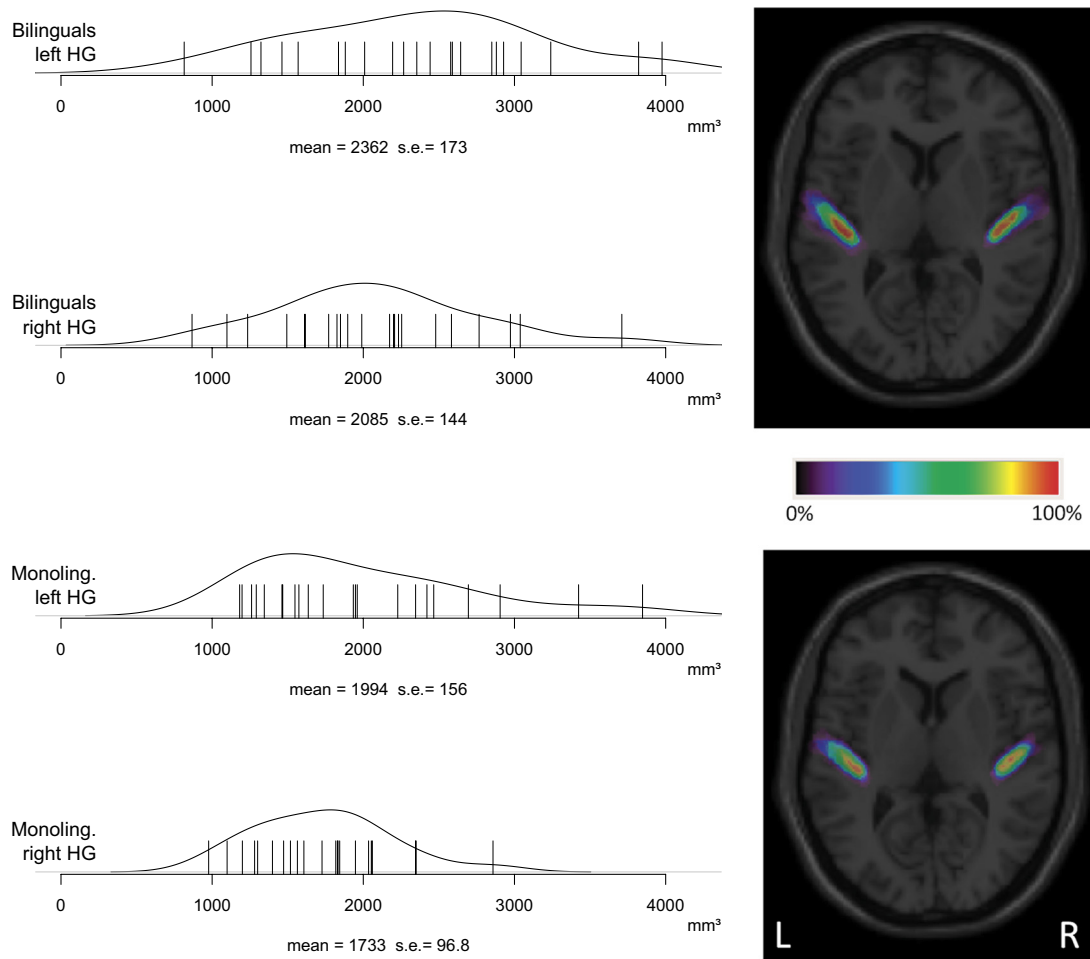 Bilinguals
left HG
0 1000 2000 3000 4000
mm³
mean = 2362 s.e.= 173
Bilinguals
right HG
0 1000 2000 3000 4000
mm³
mean = 2085 s.e.= 144
0% 100%
Monoling.
left HG
0 1000 2000 3000 4000
mm³
mean = 1994 s.e.= 156
Monoling.
right HG
0 1000 2000 3000 4000
mm³
mean = 1733 s.e.= 96.8
L R